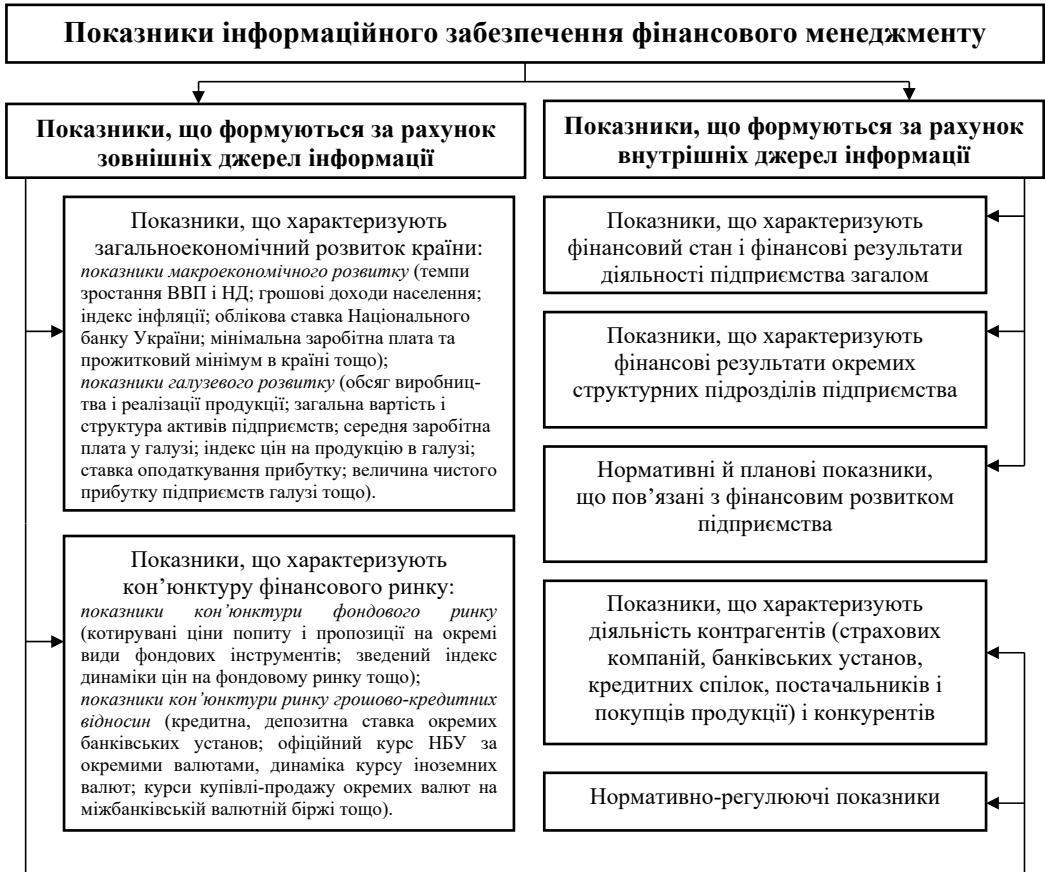 Показники інформаційного забезпечення фінансового менеджменту
Показники, що формуються за рахунок
зовнішніх джерел інформації
Показники, що характеризують
загальноекономічний розвиток країни:
показники макроекономічного розвитку (темпи
зростання ВВП і НД; грошові доходи населення;
індекс інфляції; облікова ставка Національного
банку України; мінімальна заробітна плата та
прожитковий мінімум в країні тощо);
показники галузевого розвитку (обсяг виробниц-
тва і реалізації продукції; загальна вартість і
структура активів підприємств; середня заробітна
плата у галузі; індекс цін на продукцію в галузі;
ставка оподаткування прибутку; величина чистого
прибутку підприємств галузі тощо).
Показники, що характеризують
кон’юнктуру фінансового ринку:
показники кон’юнктури фондового ринку
(котирувані ціни попиту і пропозиції на окремі
види фондових інструментів; зведений індекс
динаміки цін на фондовому ринку тощо);
показники кон’юнктури ринку грошово-кредитних
відносин (кредитна, депозитна ставка окремих
банківських установ; офіційний курс НБУ за
окремими валютами, динаміка курсу іноземних
валют; курси купівлі-продажу окремих валют на
міжбанківській валютній біржі тощо).
Показники, що формуються за рахунок
внутрішніх джерел інформації
Показники, що характеризують
фінансовий стан і фінансові результати
діяльності підприємства загалом
Показники, що характеризують
фінансові результати окремих
структурних підрозділів підприємства
Нормативні й планові показники,
що пов’язані з фінансовим розвитком
підприємства
Показники, що характеризують
діяльність контрагентів (страхових
компаній, банківських установ,
кредитних спілок, постачальників і
покупців продукції) і конкурентів
Нормативно-регулюючі показники